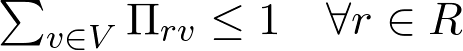 ∑_{v∈V} Π_{rv} ≤ 1 ∀r ∈ R